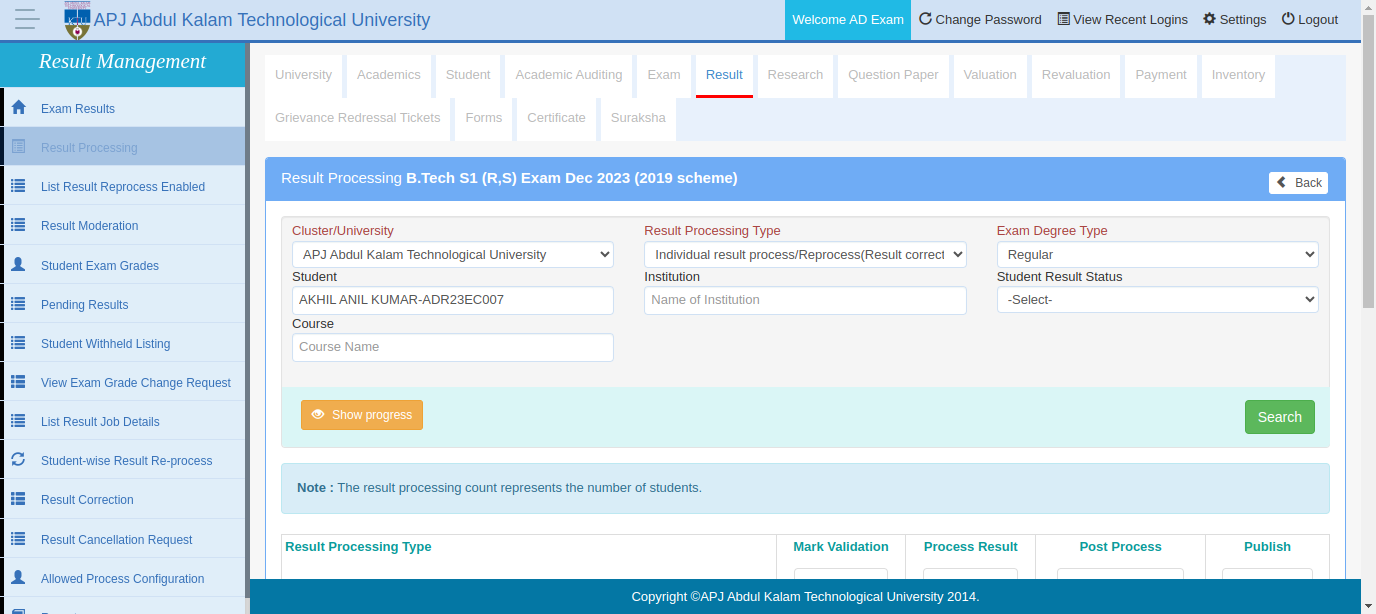 APJ Abdul Kalam Technological University
Welcome AD Exam Change Password View Recent Logins Settings Logout
Result Management
Exam Results
Result Processing
List Result Reprocess Enabled
Result Moderation
Student Exam Grades
Pending Results
Student Withheld Listing
View Exam Grade Change Request
List Result Job Details
Student-wise Result Re-process
Result Correction
Result Cancellation Request
Allowed Process Configuration
University Academics Student Academic Auditing Exam Result Research Question Paper Valuation Revaluation Payment Inventory
Grievance Redressal Tickets Forms Certificate Suraksha
Result Processing B.Tech S1 (R,S) Exam Dec 2023 (2019 scheme)
Back
Cluster/University Result Processing Type Exam Degree Type
APJ Abdul Kalam Technological University Individual result process/Reprocess(Result correct Regular
Student Institution Student Result Status
AKHIL ANIL KUMAR-ADR23EC007 Name of Institution -Select-
Course
Course Name
Show progress Search
Note : The result processing count represents the number of students.
Result Processing Type Mark Validation Process Result Post Process Publish
Copyright ©APJ Abdul Kalam Technological University 2014.